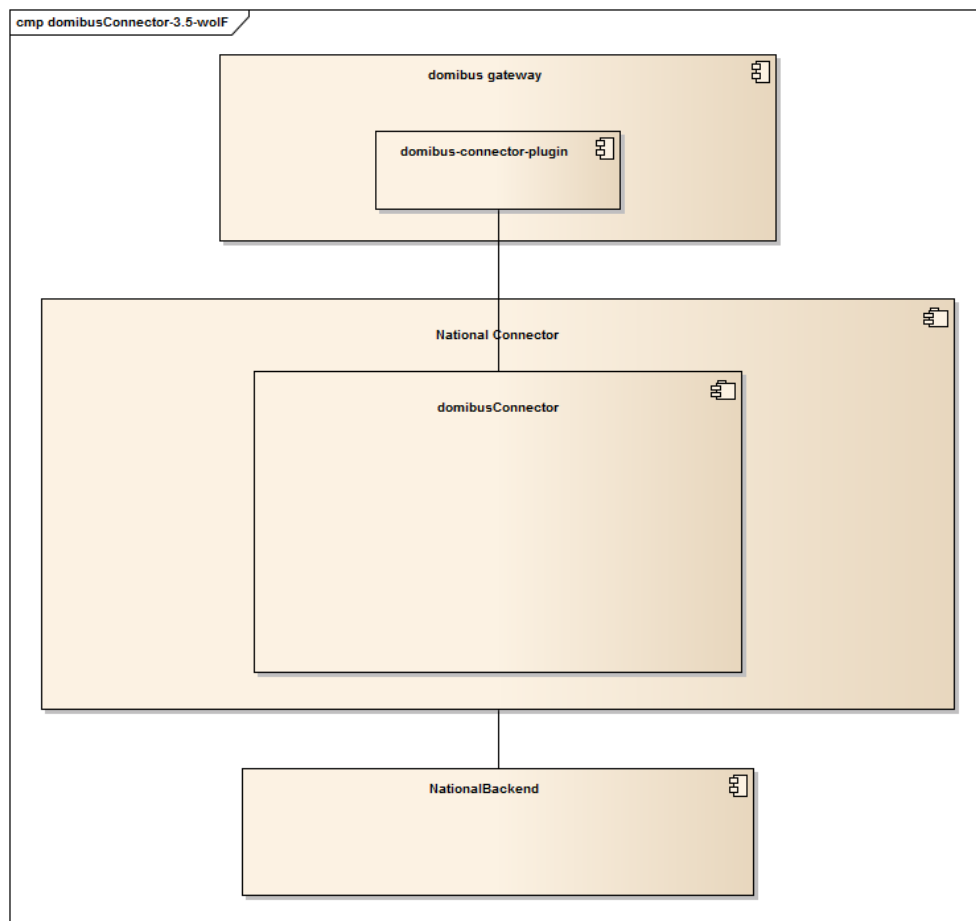 cmp domibusConnector-3.5-wolF
domibus gateway
domibus-connector-plugin
National Connector
domibusConnector
NationalBackend